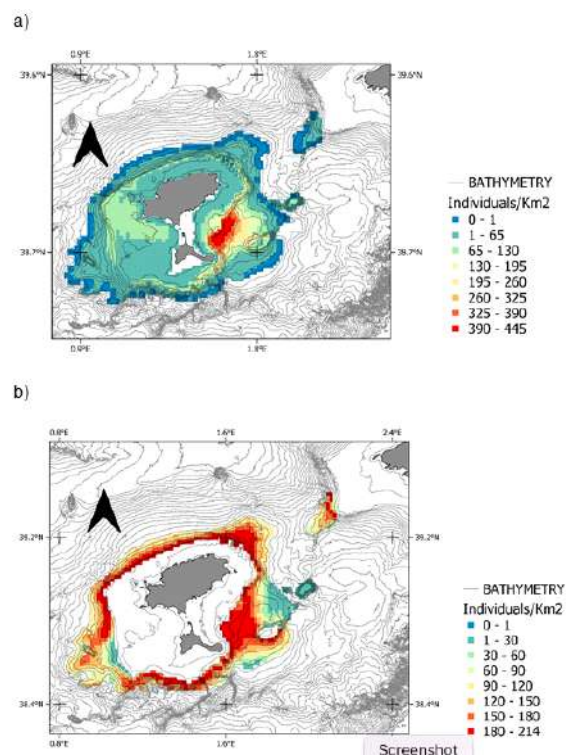 a)
0.9°E 1.8°E
39.6°N 39.6°N
BATHYMETRY
Individuals/Km2
0 - 1
1 - 65
65 - 130
130 - 195
195 - 260
260 - 325
325 - 390
390 - 445
38.7°N 38.7°N
0.9°E 1.8°E
b)
0.8°E 1.6°E 2.4°E
39.2°N 39.2°N
BATHYMETRY
Individuals/Km2
0 - 1
1 - 30
30 - 60
60 - 90
90 - 120
120 - 150
150 - 180
180 - 214
38.4°N 38.4°N
0.8°E 1.6°E
Screenshot